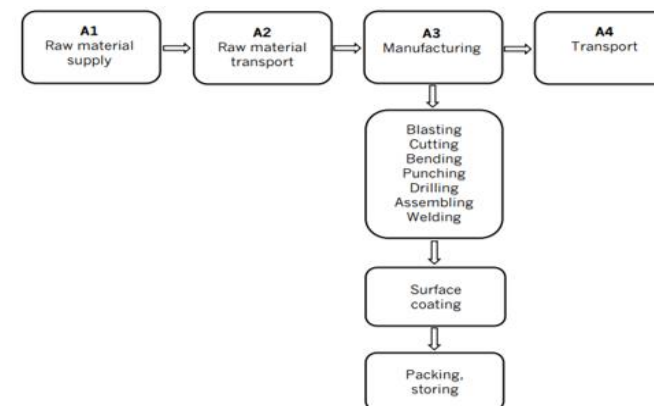 A1
Raw material
supply
A2
Raw material
transport
A3
Manufacturing
A4
Transport
Blasting
Cutting
Bending
Punching
Drilling
Assembling
Welding
Surface
coating
Packing,
storing